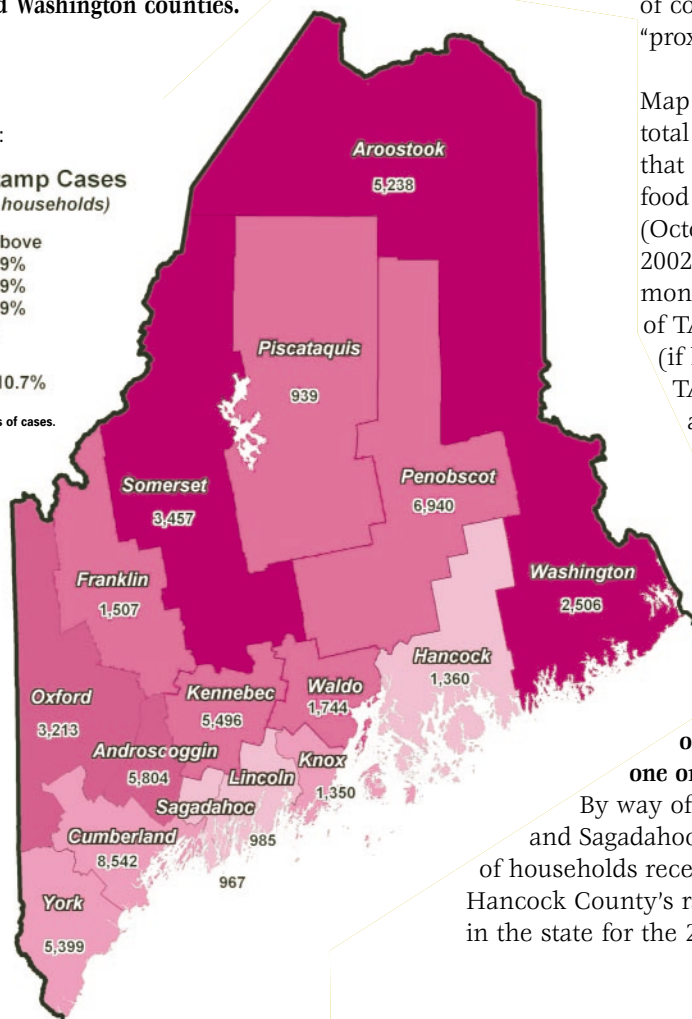 d Washington counties.
:
amp Cases
households)
bove
9%
9%
9%
10.7%
s of cases.
Aroostook
5,238
Piscataquis
939
Somerset
3,457
Penobscot
6,940
Franklin
1,507
Washington
2,506
Hancock
1,360
Oxford
3,213
Kennebec
5,496
Waldo
1,744
Androscoggin
5,804
Lincoln
985
Knox
1,350
Sagadahoc
967
Cumberland
8,542
York
5,399
of co
“prox
Map
total
that
food
(Octo
2002
mon
of TA
(if
TA
a
o
one or
By way of
and Sagadahoc
of households rece
Hancock County's r
in the state for the 2